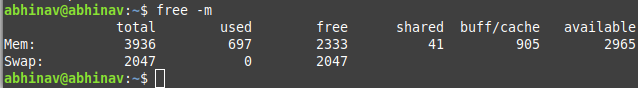 abhinav@abhinav:~$ free -m
              total        used        free      shared  buff/cache   available
Mem:           3936         697        2333          41         905        2965
Swap:          2047           0        2047
abhinav@abhinav:~$